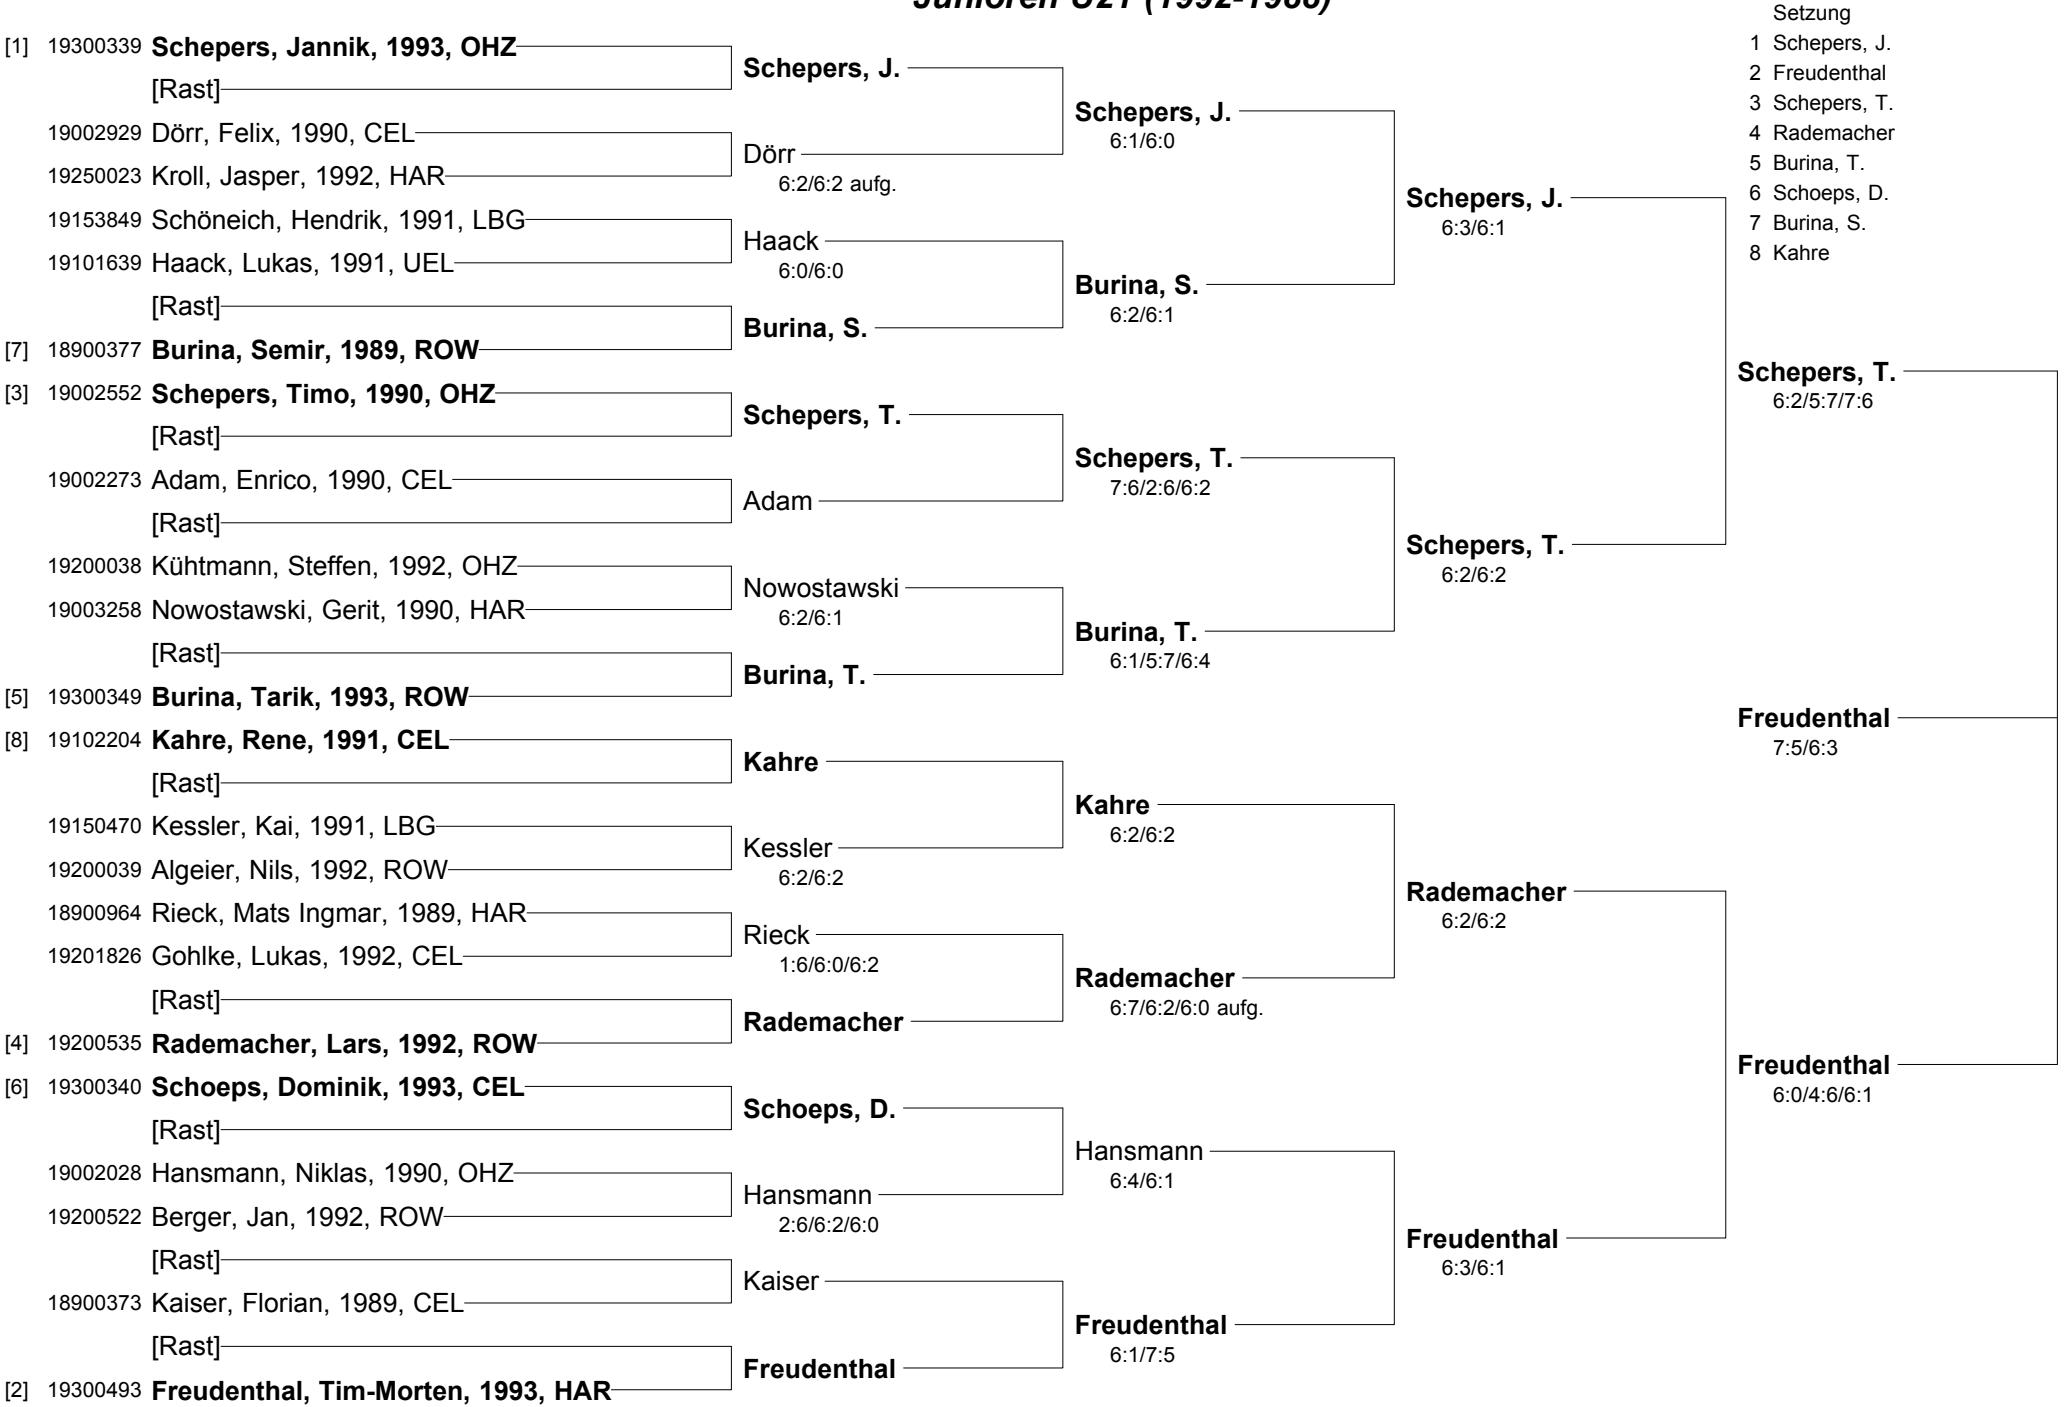 Junioren U21 (1992-1988)
Setzung
1 Schepers, J.
2 Freudenthal
3 Schepers, T.
4 Rademacher
5 Burina, T.
6 Schoeps, D.
7 Burina, S.
8 Kahre
[1] 19300339 Schepers, Jannik, 1993, OHZ
[Rast]
19002929 Dörr, Felix, 1990, CEL
19250023 Kroll, Jasper, 1992, HAR
19153849 Schöneich, Hendrik, 1991, LBG
19101639 Haack, Lukas, 1991, UEL
[Rast]
[7] 18900377 Burina, Semir, 1989, ROW
[3] 19002552 Schepers, Timo, 1990, OHZ
[Rast]
19002273 Adam, Enrico, 1990, CEL
[Rast]
19200038 Kühtmann, Steffen, 1992, OHZ
19003258 Nowostawski, Gerit, 1990, HAR
[Rast]
[5] 19300349 Burina, Tarik, 1993, ROW
[8] 19102204 Kahre, Rene, 1991, CEL
[Rast]
19150470 Kessler, Kai, 1991, LBG
19200039 Algeier, Nils, 1992, ROW
18900964 Rieck, Mats Ingmar, 1989, HAR
19201826 Gohlke, Lukas, 1992, CEL
[Rast]
[4] 19200535 Rademacher, Lars, 1992, ROW
[6] 19300340 Schoeps, Dominik, 1993, CEL
[Rast]
19002028 Hansmann, Niklas, 1990, OHZ
19200522 Berger, Jan, 1992, ROW
[Rast]
18900373 Kaiser, Florian, 1989, CEL
[Rast]
[2] 19300493 Freudenthal, Tim-Morten, 1993, HAR
Schepers, J.
Dörr
6:2/6:2 aufg.
Haack
6:0/6:0
Burina, S.
Schepers, T.
Adam
Nowostawski
6:2/6:1
Burina, T.
Kahre
Kessler
6:2/6:2
Rieck
1:6/6:0/6:2
Rademacher
Schoeps, D.
Hansmann
2:6/6:2/6:0
Kaiser
Freudenthal
Schepers, J.
6:1/6:0
Burina, S.
6:2/6:1
Schepers, T.
7:6/2:6/6:2
Burina, T.
6:1/5:7/6:4
Kahre
6:2/6:2
Rademacher
6:7/6:2/6:0 aufg.
Hansmann
6:4/6:1
Freudenthal
6:1/7:5
Schepers, J.
6:3/6:1
Schepers, T.
6:2/6:2
Rademacher
6:2/6:2
Freudenthal
6:3/6:1
Schepers, T.
6:2/5:7/7:6
Freudenthal
7:5/6:3
Freudenthal
6:0/4:6/6:1